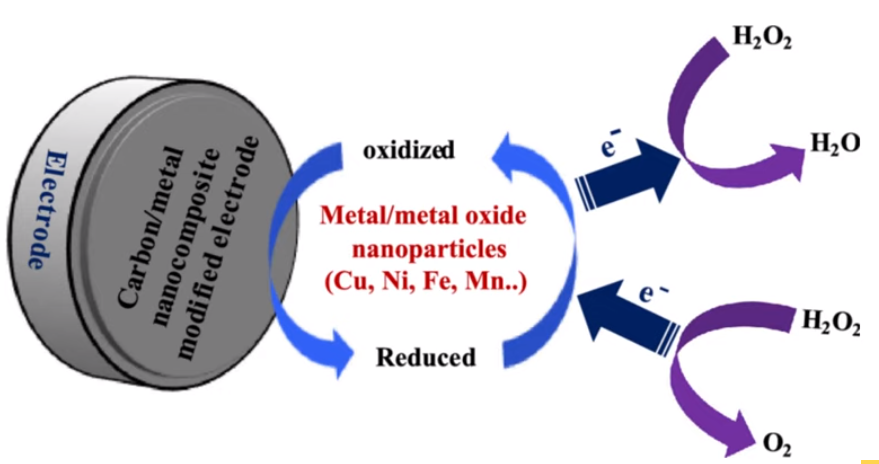 Electrode
Carbon/metal
nanocomposite
modified electrode
oxidized
Metal/metal oxide
nanoparticles
(Cu, Ni, Fe, Mn..)
Reduced
e⁻
H₂O₂
H₂O
e⁻
H₂O₂
O₂